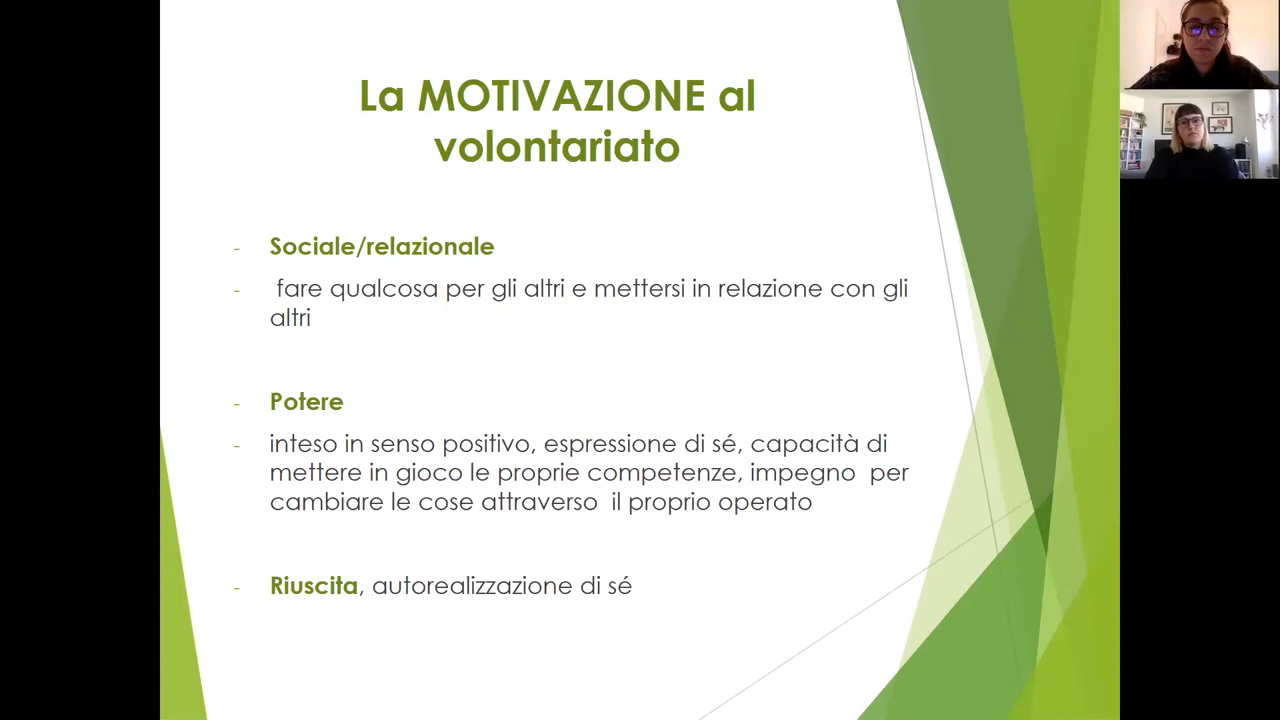 La MOTIVAZIONE al
volontariato
- Sociale/relazionale
- fare qualcosa per gli altri e mettersi in relazione con gli
altri
- Potere
- inteso in senso positivo, espressione di sé, capacità di
mettere in gioco le proprie competenze, impegno per
cambiare le cose attraverso il proprio operato
- Riuscita, autorealizzazione di sé